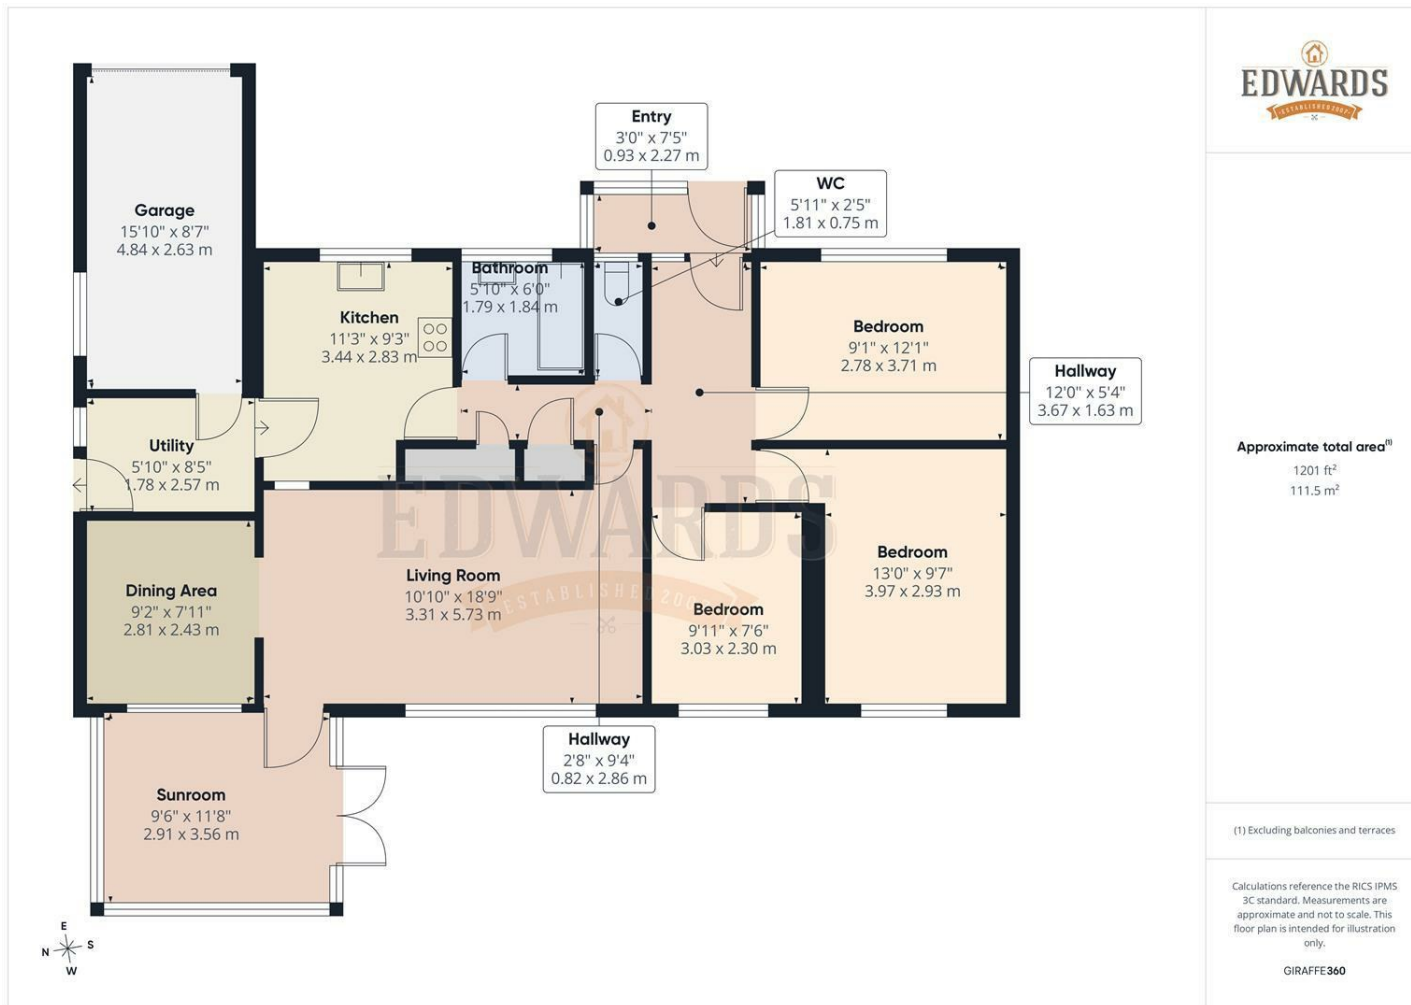 Entry
3'0" x 7'5"
0.93 x 2.27 m
WC
5'11" x 2'5"
1.81 x 0.75 m
Garage
15'10" x 8'7"
4.84 x 2.63 m
Bathroom
5'10" x 6'0"
1.79 x 1.84 m
Kitchen
11'3" x 9'3"
3.44 x 2.83 m
Bedroom
9'1" x 12'1"
2.78 x 3.71 m
Hallway
12'0" x 5'4"
3.67 x 1.63 m
Utility
5'10" x 8'5"
1.78 x 2.57 m
EDWARDS
ESTABLISHED 2007
Dining Area
9'2" x 7'11"
2.81 x 2.43 m
Living Room
10'10" x 18'9"
3.31 x 5.73 m
Bedroom
9'11" x 7'6"
3.03 x 2.30 m
Bedroom
13'0" x 9'7"
3.97 x 2.93 m
Hallway
2'8" x 9'4"
0.82 x 2.86 m
Sunroom
9'6" x 11'8"
2.91 x 3.56 m
E
N S
W
EDWARDS
ESTABLISHED 2007
Approximate total area(1)
1201 ft²
111.5 m²
(1) Excluding balconies and terraces
Calculations reference the RICS IPMS
3C standard. Measurements are
approximate and not to scale. This
floor plan is intended for illustration
only.
GIRAFFE360